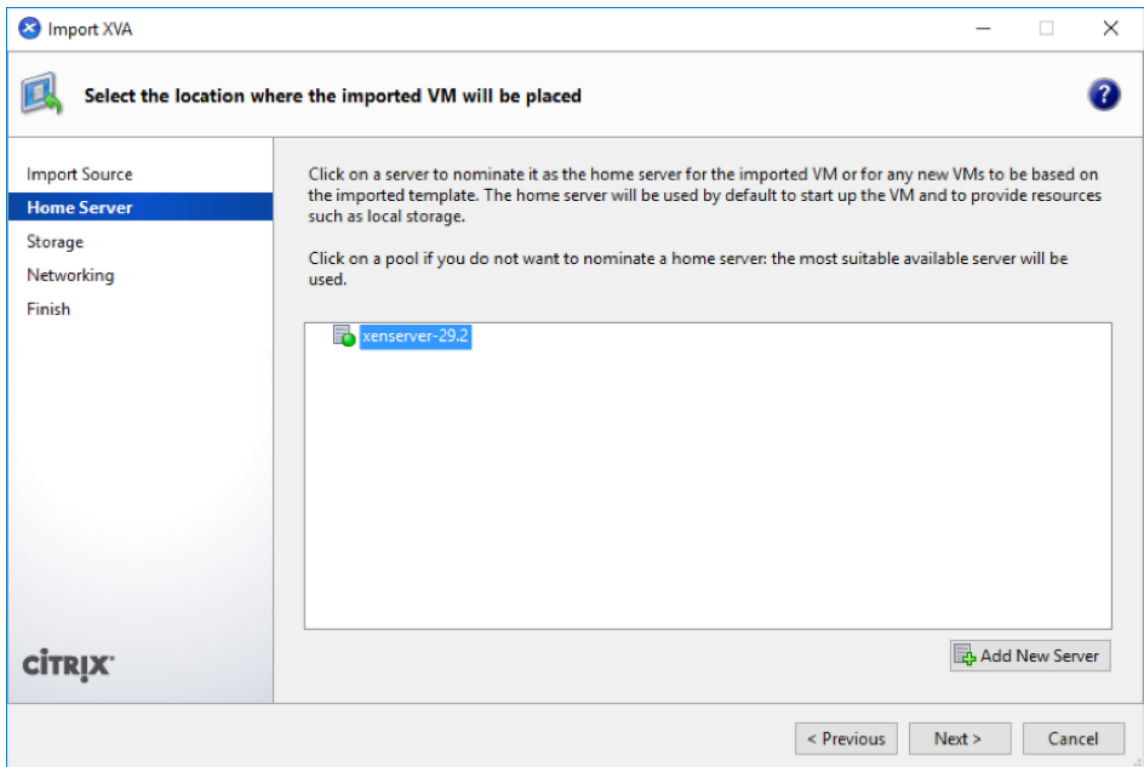 Import XVA
Select the location where the imported VM will be placed
?
Import Source
Home Server
Storage
Networking
Finish
Click on a server to nominate it as the home server for the imported VM or for any new VMs to be based on
the imported template. The home server will be used by default to start up the VM and to provide resources
such as local storage.
Click on a pool if you do not want to nominate a home server: the most suitable available server will be
used.
xenserver-29.2
Add New Server
CİTRIX
< Previous
Next >
Cancel